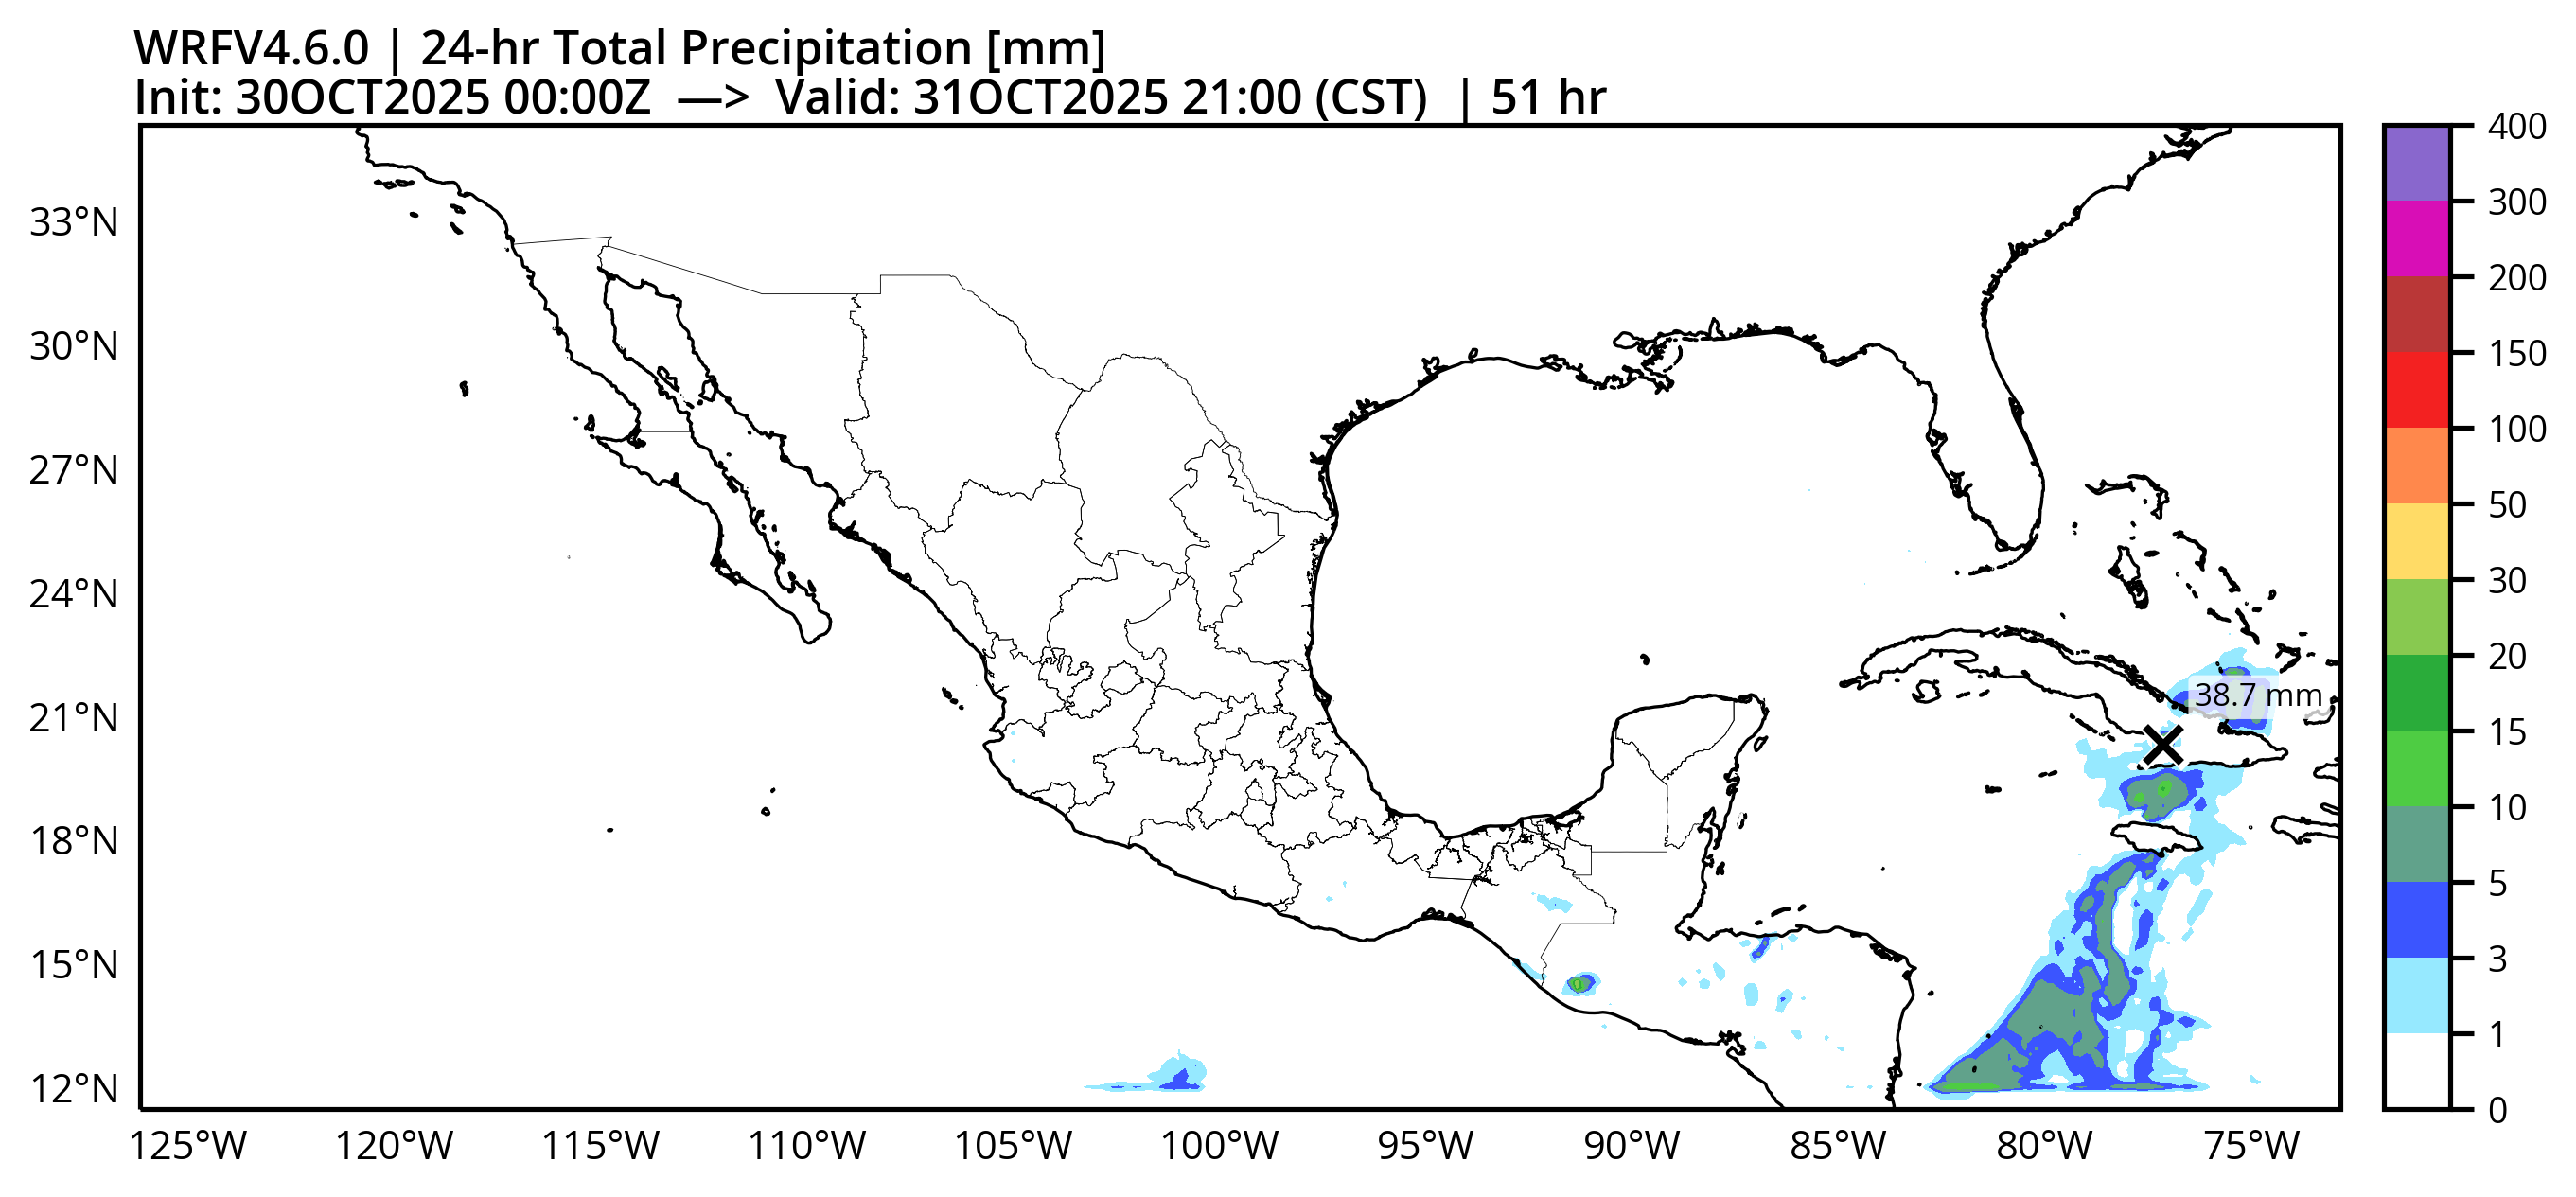 WRFV4.6.0 | 24-hr Total Precipitation [mm]
Init: 30OCT2025 00:00Z —> Valid: 31OCT2025 21:00 (CST) | 51 hr
33°N
30°N
27°N
24°N
21°N
18°N
15°N
12°N
125°W 120°W 115°W 110°W 105°W 100°W 95°W 90°W 85°W 80°W 75°W
38.7 mm
400
300
200
150
100
50
30
20
15
10
5
3
1
0